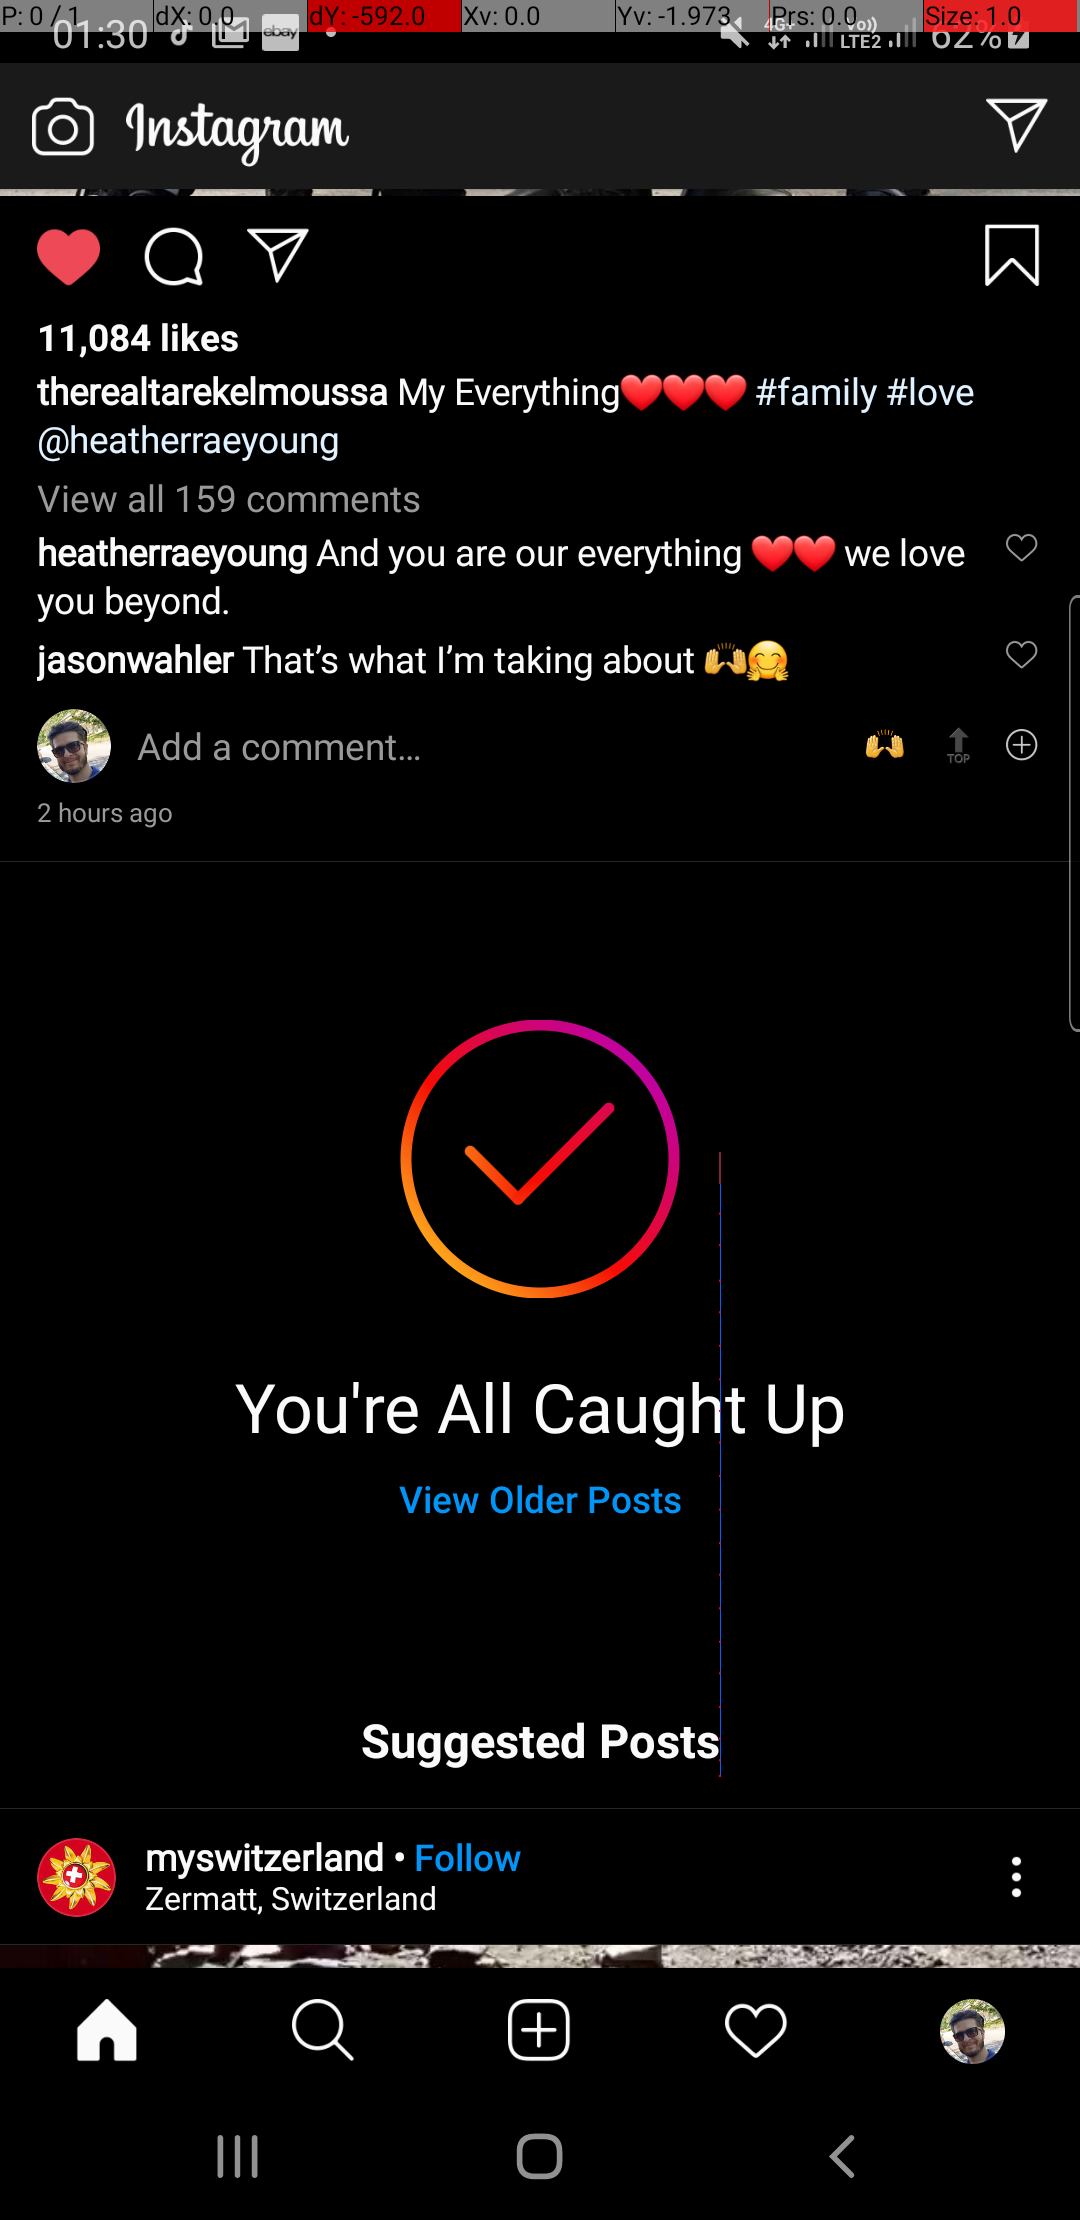 P: 0 / 1 dX: 0.0 dY: -592.0 Xv: 0.0 Yv: -1.973 Prs: 0.0 Size: 1.0
01:30 ebay 4G+ Vo)) LTE2 62%
Instagram
11,084 likes
therealtarekelmoussa My Everything❤️❤️❤️ #family #love
@heatherraeyoung
View all 159 comments
heatherraeyoung And you are our everything ❤️❤️ we love
you beyond.
jasonwahler That’s what I’m taking about 🙌🤗
Add a comment... 🙌 TOP
2 hours ago
You're All Caught Up
View Older Posts
Suggested Posts
myswitzerland • Follow
Zermatt, Switzerland